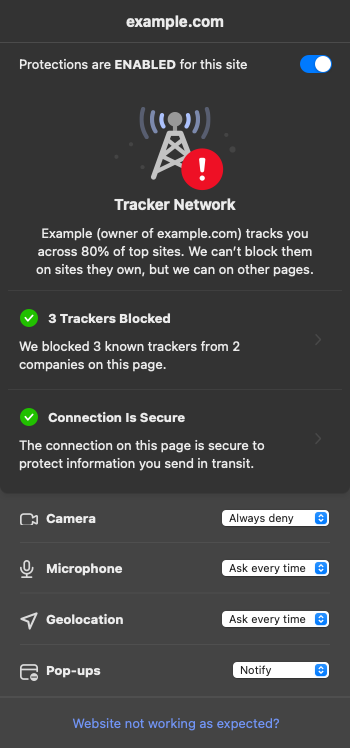 example.com
Protections are ENABLED for this site
Tracker Network
Example (owner of example.com) tracks you
across 80% of top sites. We can’t block them
on sites they own, but we can on other pages.
3 Trackers Blocked
We blocked 3 known trackers from 2
companies on this page.
Connection Is Secure
The connection on this page is secure to
protect information you send in transit.
Camera Always deny
Microphone Ask every time
Geolocation Ask every time
Pop-ups Notify
Website not working as expected?